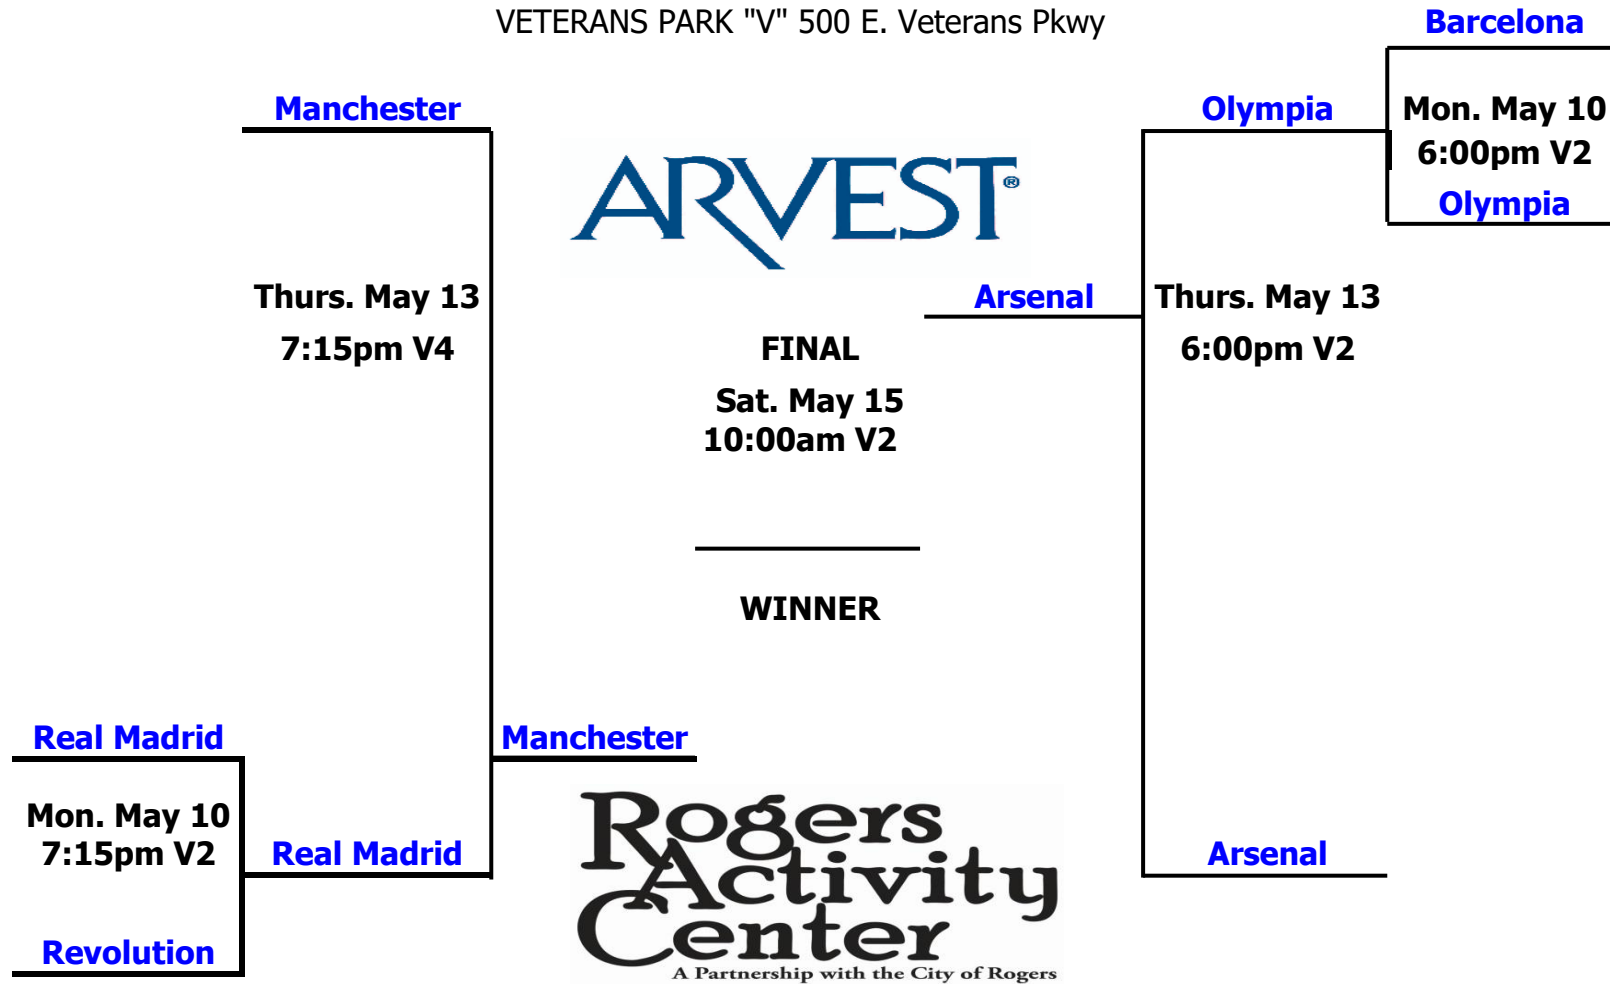 VETERANS PARK "V" 500 E. Veterans Pkwy
Barcelona
Manchester
Olympia
Mon. May 10
6:00pm V2
Olympia
ARVEST®
Thurs. May 13
7:15pm V4
Arsenal
Thurs. May 13
6:00pm V2
FINAL
Sat. May 15
10:00am V2
WINNER
Real Madrid
Manchester
Mon. May 10
7:15pm V2
Real Madrid
Arsenal
Revolution
Rogers
Activity
Center
A Partnership with the City of Rogers